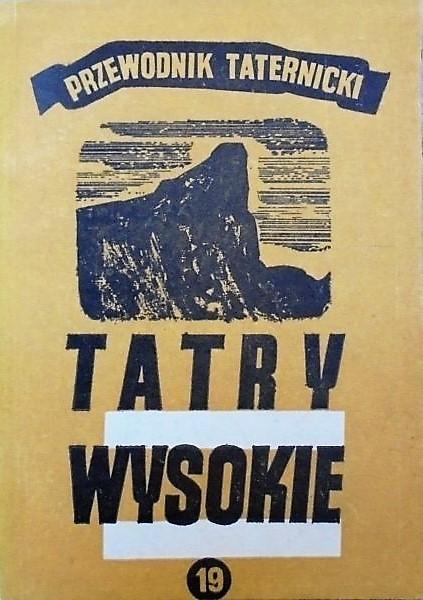 PRZEWODNIK TATERNICKI
TATRY
WYSOKIE
19